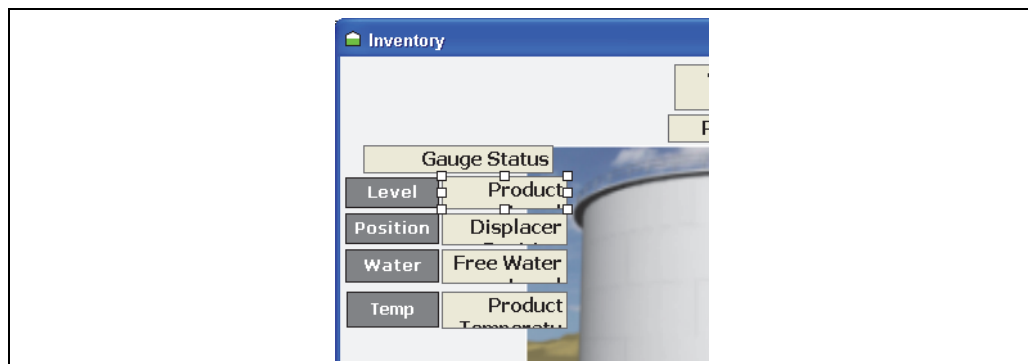 Inventory
P
Gauge Status
Level
Product
Position
Displacer
Water
Free Water
Temp
Product